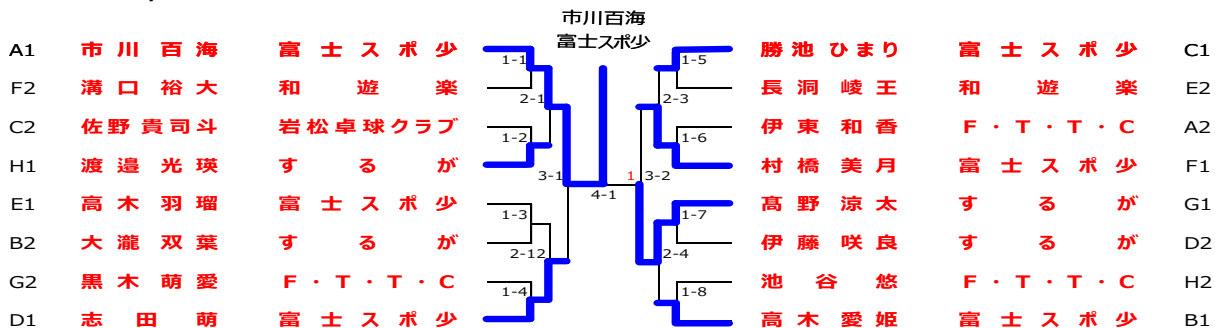 市川百海
富士スポ少
A1 市川百海 富士スポ少 1-1 1-5 勝池ひまり 富士スポ少 C1
F2 溝口裕大 和遊楽 2-1 2-3 長洞崚王 和遊楽 E2
C2 佐野貴司斗 岩松卓球クラブ 1-2 1-6 伊東和香 F・T・T・C A2
H1 渡邉光瑛 するが 3-1 4-1 1 3-2 村橋美月 富士スポ少 F1
E1 高木羽瑠 富士スポ少 1-3 1-7 髙野涼太 するが G1
B2 大瀧双葉 するが 2-12 2-4 伊藤咲良 するが D2
G2 黒木萌愛 F・T・T・C 1-4 1-8 池谷悠 F・T・T・C H2
D1 志田萌 富士スポ少 高木愛姫 富士スポ少 B1